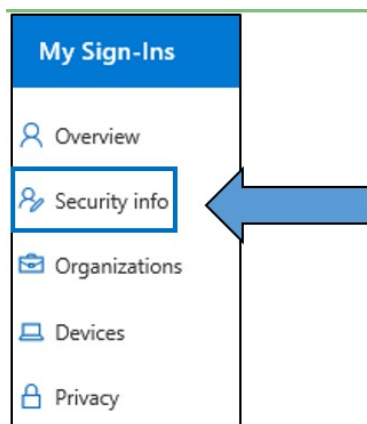 My Sign-Ins
Overview
Security info
Organizations
Devices
Privacy